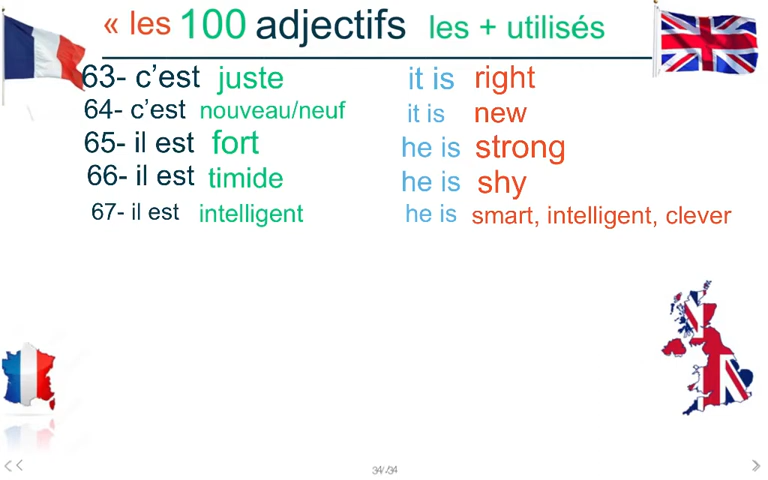 « les 100 adjectifs les + utilisés
63- c’est juste it is right
64- c’est nouveau/neuf it is new
65- il est fort he is strong
66- il est timide he is shy
67- il est intelligent he is smart, intelligent, clever
34/34